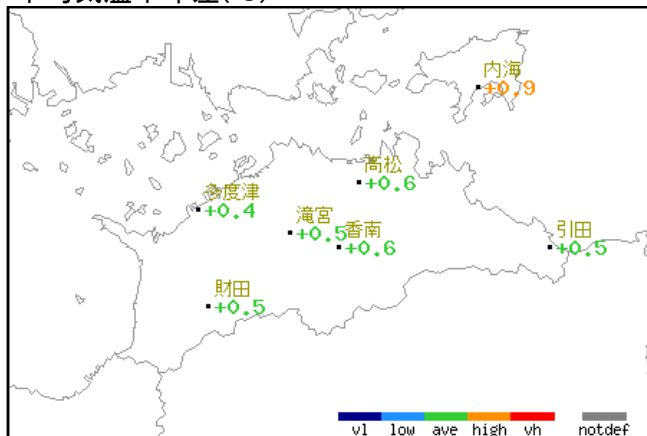 内海
+0.9
高松
+0.6
多度津
+0.4
滝宮
+0.5
香南
+0.6
引田
+0.5
財田
+0.5
vl low ave high vh notdef